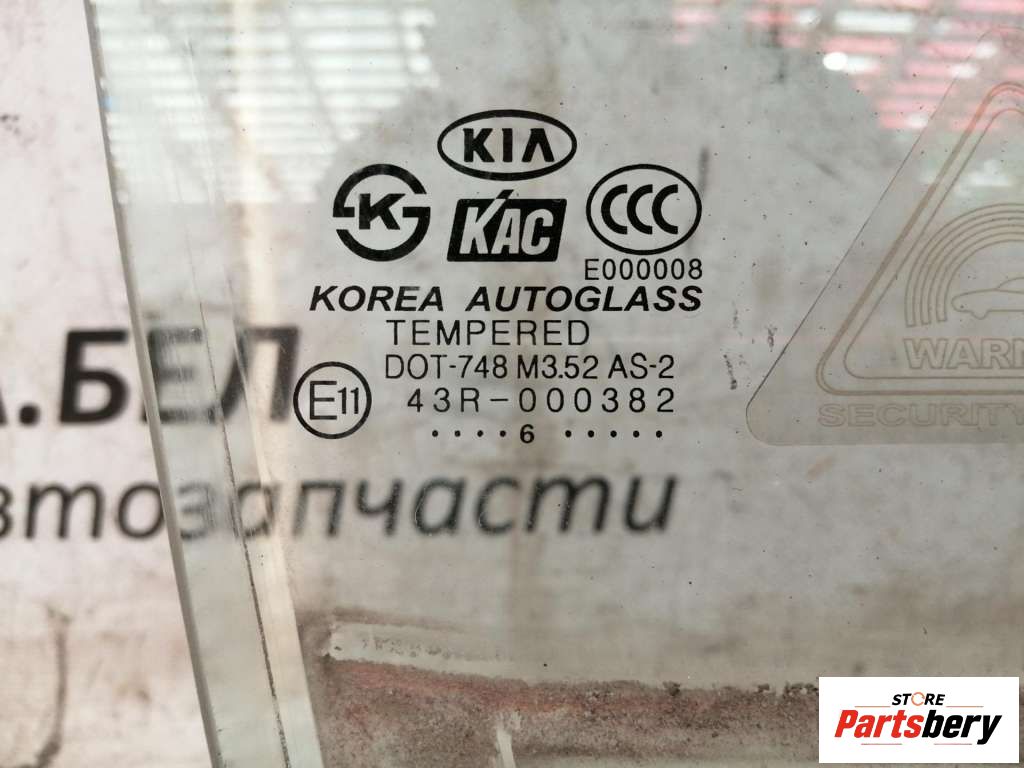 KIA
K
KAC
CCC
E000008
KOREA AUTOGLASS
TEMPERED
DOT-748 M3.52 AS-2
E11
43R-000382
....6 .....
WARN
SECURITY
А.БЕЛ
втозапчасти
STORE
Partsbery